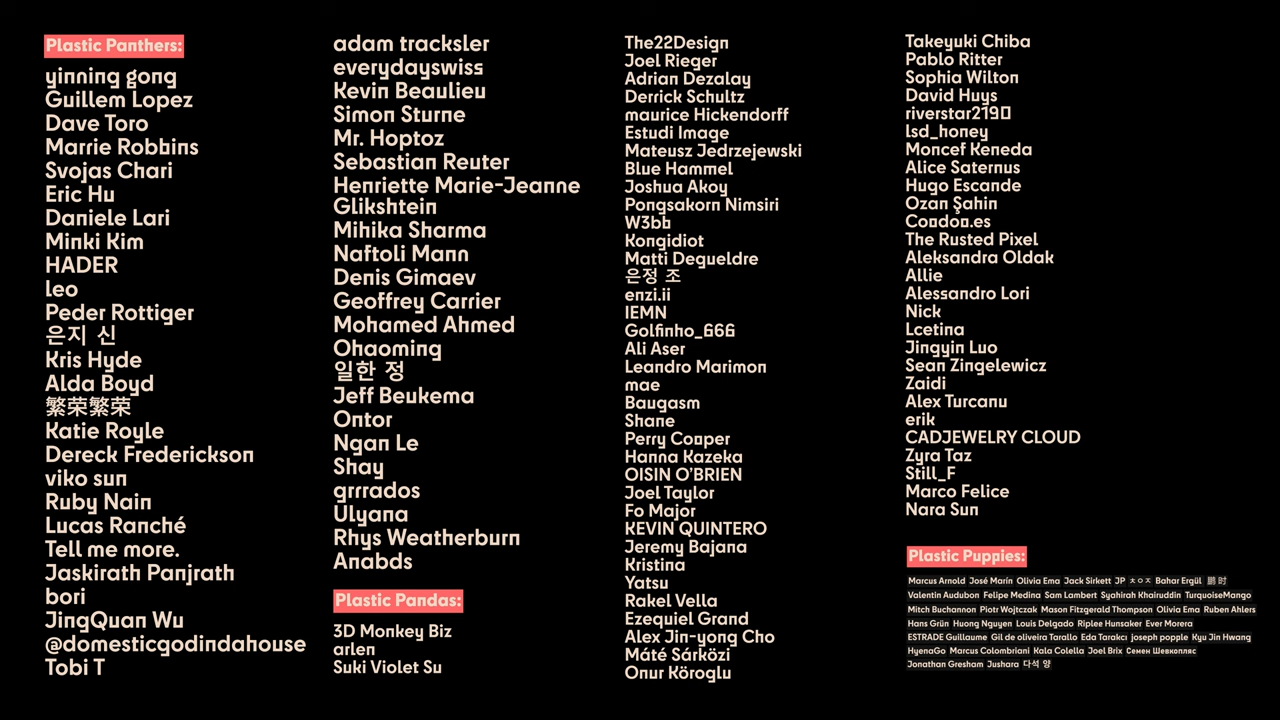 Plastic Panthers:
yinning gong
Guillem Lopez
Dave Toro
Marrie Robbins
Svojas Chari
Eric Hu
Daniele Lari
Minki Kim
HADER
leo
Peder Rottiger
은지 신
Kris Hyde
Alda Boyd
繁荣繁荣
Katie Royle
Dereck Frederickson
viko sun
Ruby Nain
Lucas Ranché
Tell me more.
Jaskirath Panjrath
bori
JingQuan Wu
@domesticgodindahouse
Tobi T
adam tracksler
everydayswiss
Kevin Beaulieu
Simon Sturne
Mr. Hoptoz
Sebastian Reuter
Henriette Marie-Jeanne
Glikshtein
Mihika Sharma
Naftoli Mann
Denis Gimaev
Geoffrey Carrier
Mohamed Ahmed
Ohaoming
일한 정
Jeff Beukema
Ontor
Ngan Le
Shay
grrrados
Ulyana
Rhys Weatherburn
Anabds
Plastic Pandas:
3D Monkey Biz
arlen
Suki Violet Su
The22Design
Joel Rieger
Adrian Dezalay
Derrick Schultz
maurice Hickendorff
Estudi Image
Mateusz Jedrzejewski
Blue Hammel
Joshua Akoy
Pongsakorn Nimsiri
W3bb
Kongidiot
Matti Degueldre
은정 조
enzi.ii
IEMN
Golfinho_666
Ali Aser
Leandro Marimon
mae
Baugasm
Shane
Perry Cooper
Hanna Kazeka
OISIN O'BRIEN
Joel Taylor
Fo Major
KEVIN QUINTERO
Jeremy Bajana
Kristina
Yatsu
Rakel Vella
Ezequiel Grand
Alex Jin-yong Cho
Máté Sárközi
Onur Köroglu
Takeyuki Chiba
Pablo Ritter
Sophia Wilton
David Huys
riverstar2190
lsd_honey
Moncef Keneda
Alice Saternus
Hugo Escande
Ozan Şahin
Condon.es
The Rusted Pixel
Aleksandra Oldak
Allie
Alessandro Lori
Nick
Lcetina
Jingyin Luo
Sean Zingelewicz
Zaidi
Alex Turcanu
erik
CADJEWELRY CLOUD
Zyra Taz
Still_F
Marco Felice
Nara Sun
Plastic Puppies:
Marcus Arnold José Marín Olivia Ema Jack Sirkett JP ㅊㅇㅈ Bahar Ergül 鹏 时
Valentin Audubon Felipe Medina Sam Lambert Syahirah Khairuddin TurquoiseMango
Mitch Buchannon Piotr Wojtczak Mason Fitzgerald Thompson Olivia Ema Ruben Ahlers
Hans Grün Huong Nguyen Louis Delgado Riplee Hunsaker Ever Morera
ESTRADE Guillaume Gil de oliveira Tarallo Eda Tarakcı joseph popple Kyu Jin Hwang
HyenaGo Marcus Colombriani Kala Colella Joel Brix Семен Шевкопляс
Jonathan Gresham Jushara 다석 양